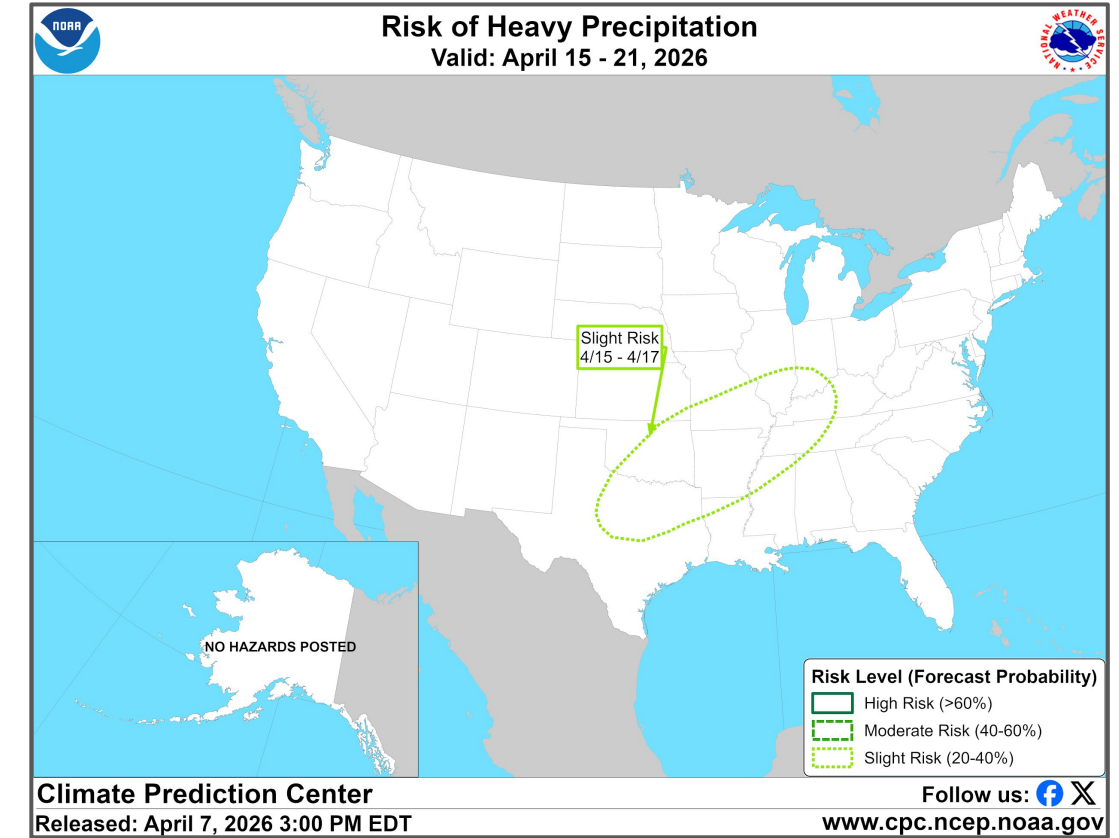 NOAA
Risk of Heavy Precipitation
Valid: April 15 - 21, 2026
NATIONAL WEATHER SERVICE
Slight Risk
4/15 - 4/17
NO HAZARDS POSTED
Risk Level (Forecast Probability)
High Risk (>60%)
Moderate Risk (40-60%)
Slight Risk (20-40%)
Climate Prediction Center
Follow us:
Released: April 7, 2026 3:00 PM EDT
www.cpc.ncep.noaa.gov